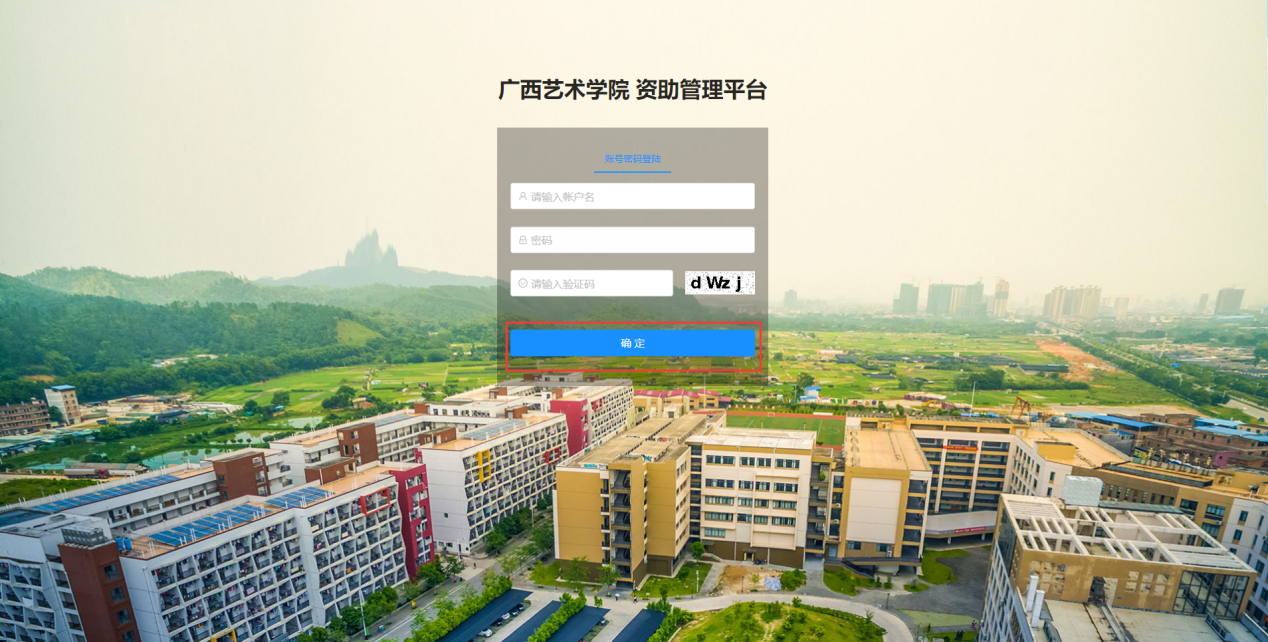 广西艺术学院 资助管理平台
账号密码登陆
请输入帐户名
密码
请输入验证码
dWzj
确 定